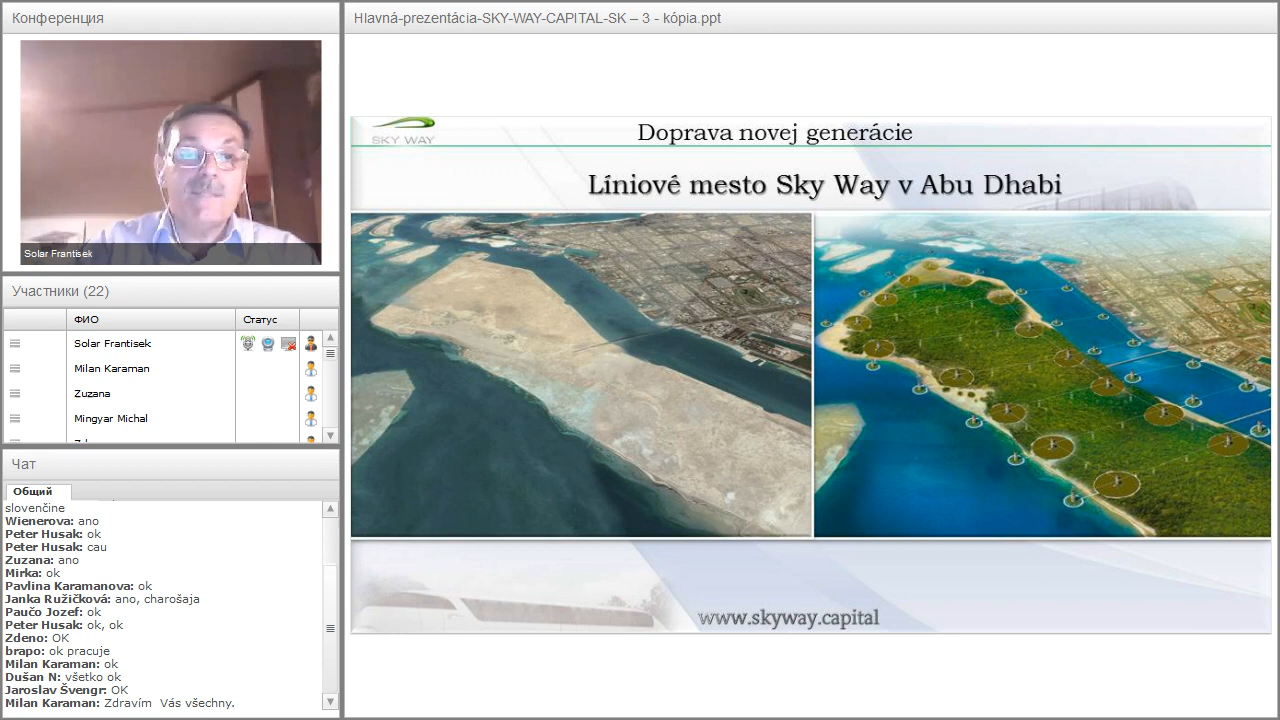 Конференция
Solar Frantisek
Участники (22)
ФИО
Статус
Solar Frantisek
Milan Karaman
Zuzana
Mingyar Michal
Чат
Общий
slovenčine
Wienerova: ano
Peter Husak: ok
Peter Husak: cau
Zuzana: ano
Mirka: ok
Pavlina Karamanova: ok
Janka Ružičková: ano, charošaja
Paučo Jozef: ok
Peter Husak: ok, ok
Zdeno: OK
brapo: ok pracuje
Milan Karaman: ok
Dušan N: všetko ok
Jaroslav Švengr: OK
Milan Karaman: Zdravím Vás všechny.
Hlavná-prezentácia-SKY-WAY-CAPITAL-SK – 3 - kópia.ppt
SKY WAY
Doprava novej generácie
Líniové mesto Sky Way v Abu Dhabi
www.skyway.capital